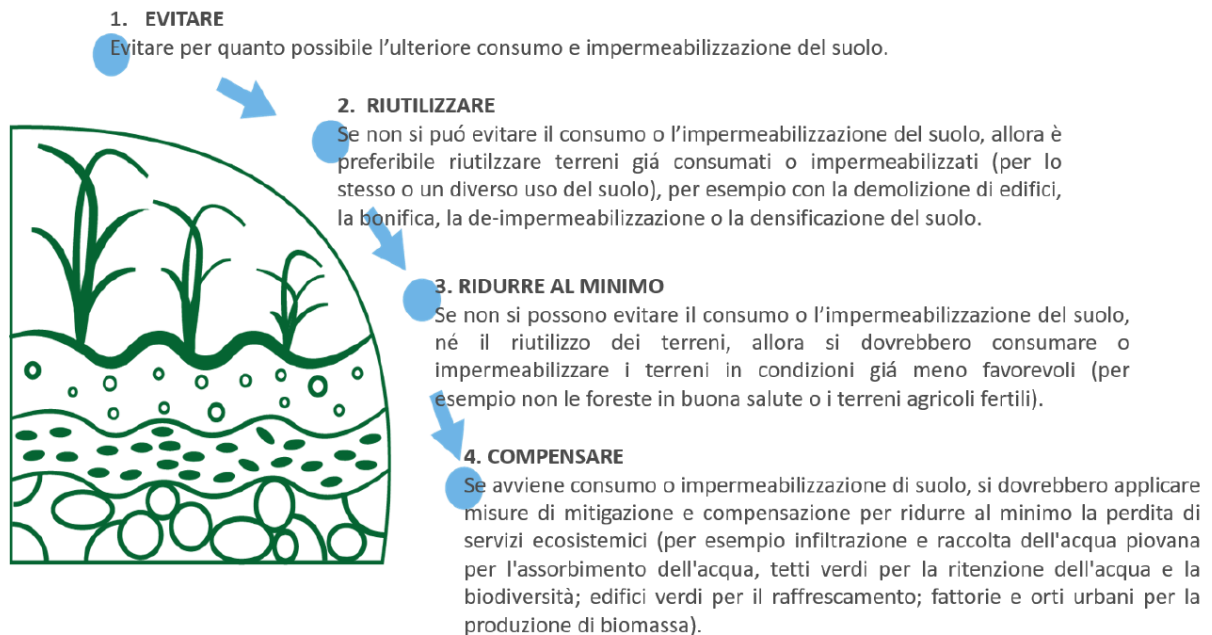 1. EVITARE
Evitare per quanto possibile l’ulteriore consumo e impermeabilizzazione del suolo.
2. RIUTILIZZARE
Se non si puó evitare il consumo o l’impermeabilizzazione del suolo, allora è
preferibile riutilzzare terreni giá consumati o impermeabilizzati (per lo
stesso o un diverso uso del suolo), per esempio con la demolizione di edifici,
la bonifica, la de-impermeabilizzazione o la densificazione del suolo.
3. RIDURRE AL MINIMO
Se non si possono evitare il consumo o l’impermeabilizzazione del suolo,
né il riutilizzo dei terreni, allora si dovrebbero consumare o
impermeabilizzare i terreni in condizioni giá meno favorevoli (per
esempio non le foreste in buona salute o i terreni agricoli fertili).
4. COMPENSARE
Se avviene consumo o impermeabilizzazione di suolo, si dovrebbero applicare
misure di mitigazione e compensazione per ridurre al minimo la perdita di
servizi ecosistemici (per esempio infiltrazione e raccolta dell'acqua piovana
per l'assorbimento dell'acqua, tetti verdi per la ritenzione dell'acqua e la
biodiversità; edifici verdi per il raffrescamento; fattorie e orti urbani per la
produzione di biomassa).